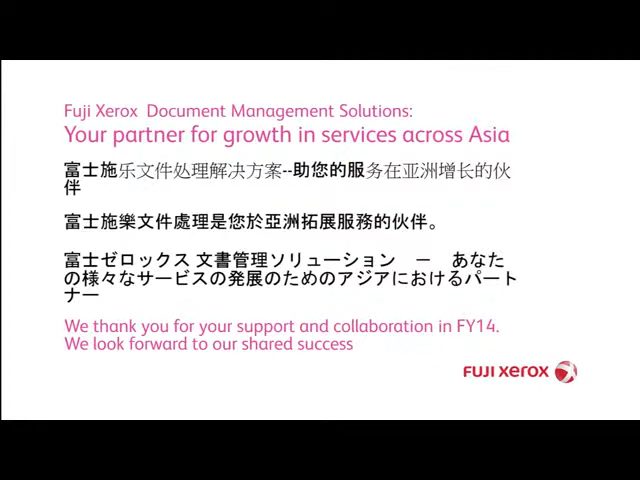 Fuji Xerox Document Management Solutions:
Your partner for growth in services across Asia
富士施乐文件处理解决方案--助您的服务在亚洲增长的伙
伴
富士施樂文件處理是您於亞洲拓展服務的伙伴。
富士ゼロックス 文書管理ソリューション　－　あなた
の様々なサービスの発展のためのアジアにおけるパート
ナー
We thank you for your support and collaboration in FY14.
We look forward to our shared success
FUJI xerox